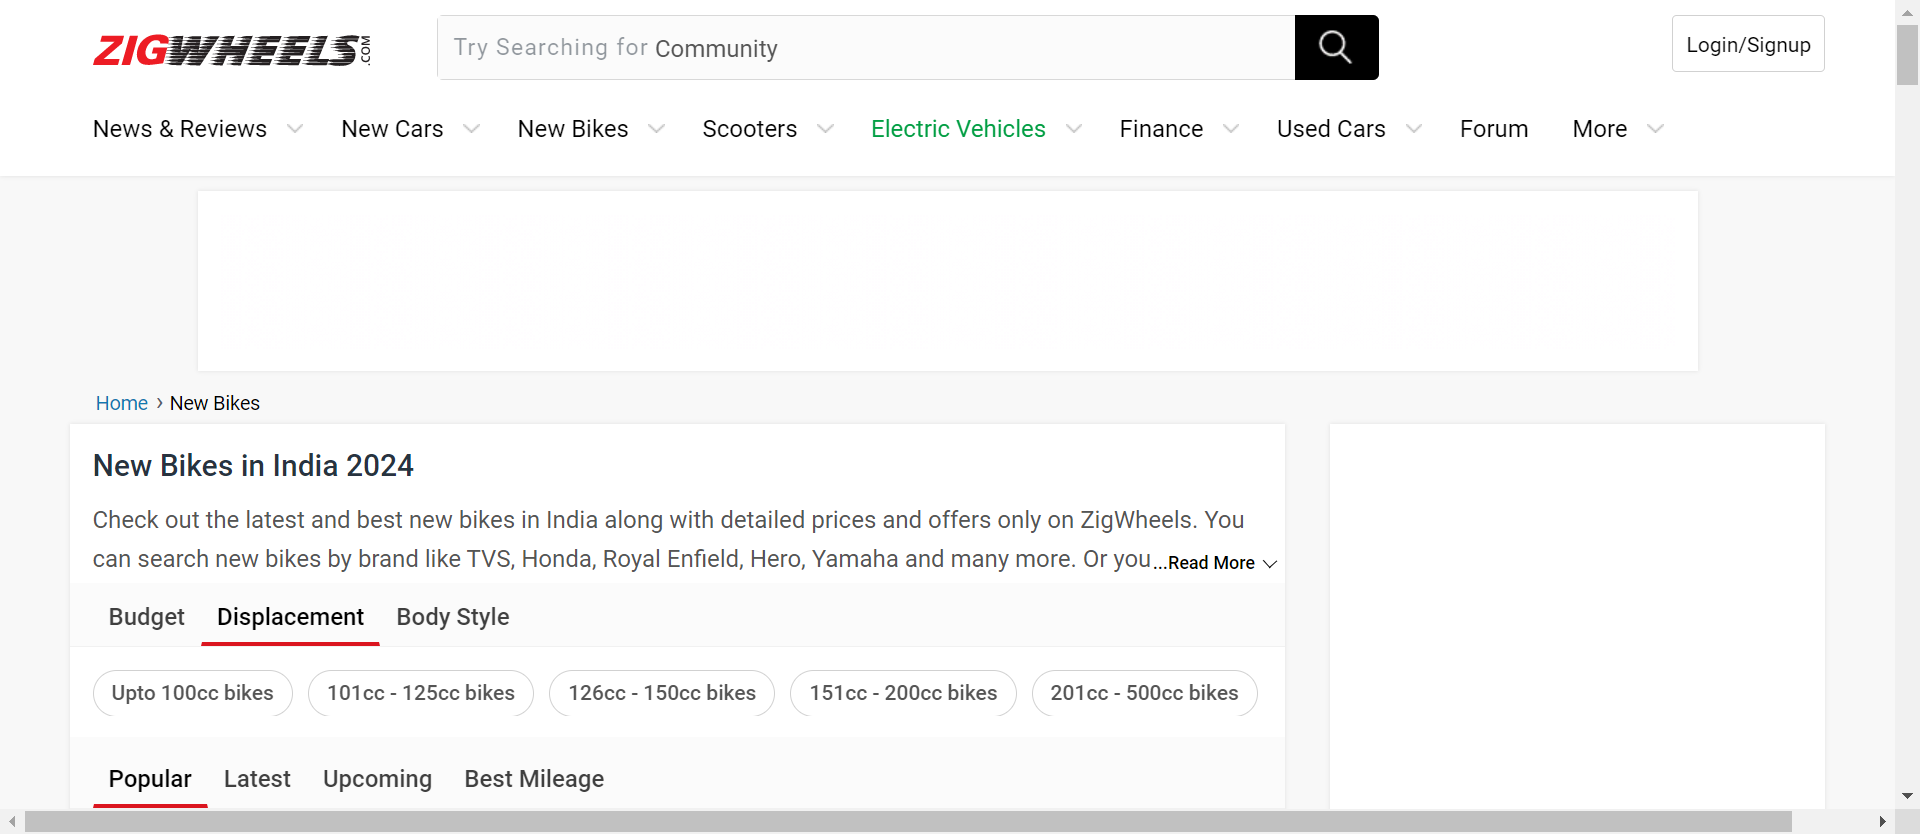 ZIGWHEELS.COM
Try Searching for Community
Login/Signup
News & Reviews New Cars New Bikes Scooters Electric Vehicles Finance Used Cars Forum More
Home › New Bikes
New Bikes in India 2024
Check out the latest and best new bikes in India along with detailed prices and offers only on ZigWheels. You
can search new bikes by brand like TVS, Honda, Royal Enfield, Hero, Yamaha and many more. Or you...Read More
Budget Displacement Body Style
Upto 100cc bikes 101cc - 125cc bikes 126cc - 150cc bikes 151cc - 200cc bikes 201cc - 500cc bikes
Popular Latest Upcoming Best Mileage